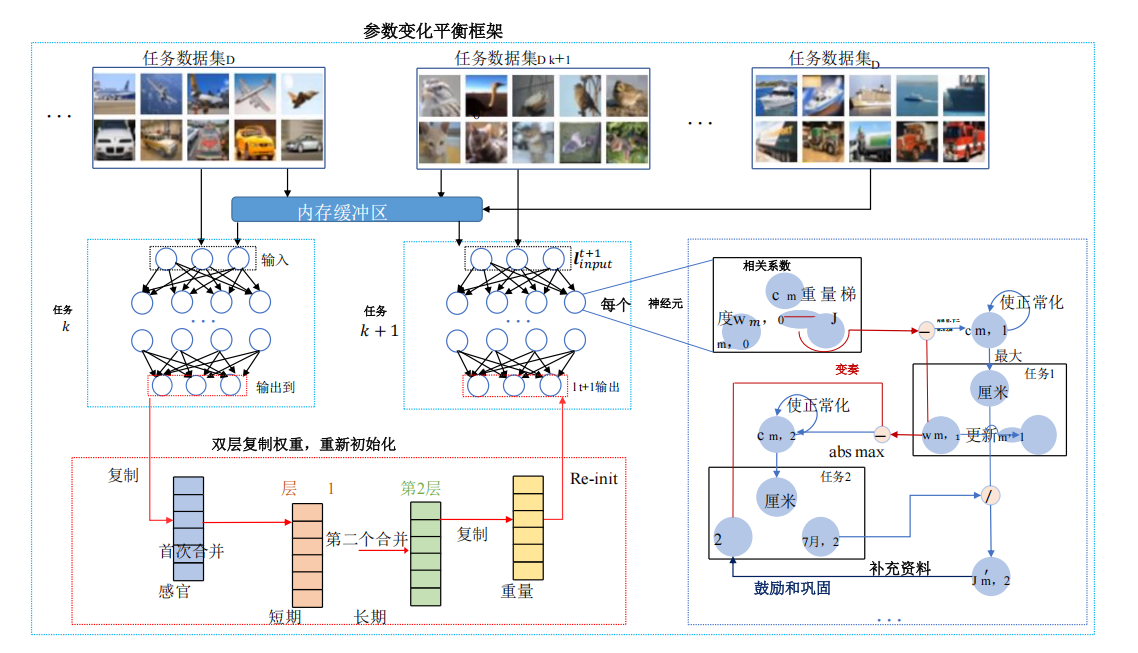 参数变化平衡框架
任务数据集D
任务数据集D k+1
任务数据集D
...
...
内存缓冲区
输入
任务
k
...
输出到
l^{t+1}_{input}
任务
k + 1
...
1 t+1输出
每个
神经元
相关系数
c m 重 量 梯
度w m， 0
J
m， 0
变奏
c m， 1
使正常化
最大
任务1
厘米
w m， 1
更新m， 1
使正常化
c m， 2
abs max
任务2
厘米
2
7月，2
/
J′ m， 2
补充资料
鼓励和巩固
...
双层复制权重，重新初始化
复制
首次合并
感官
层 1
短期
第二个合并
第2层
长期
复制
重量
Re-init